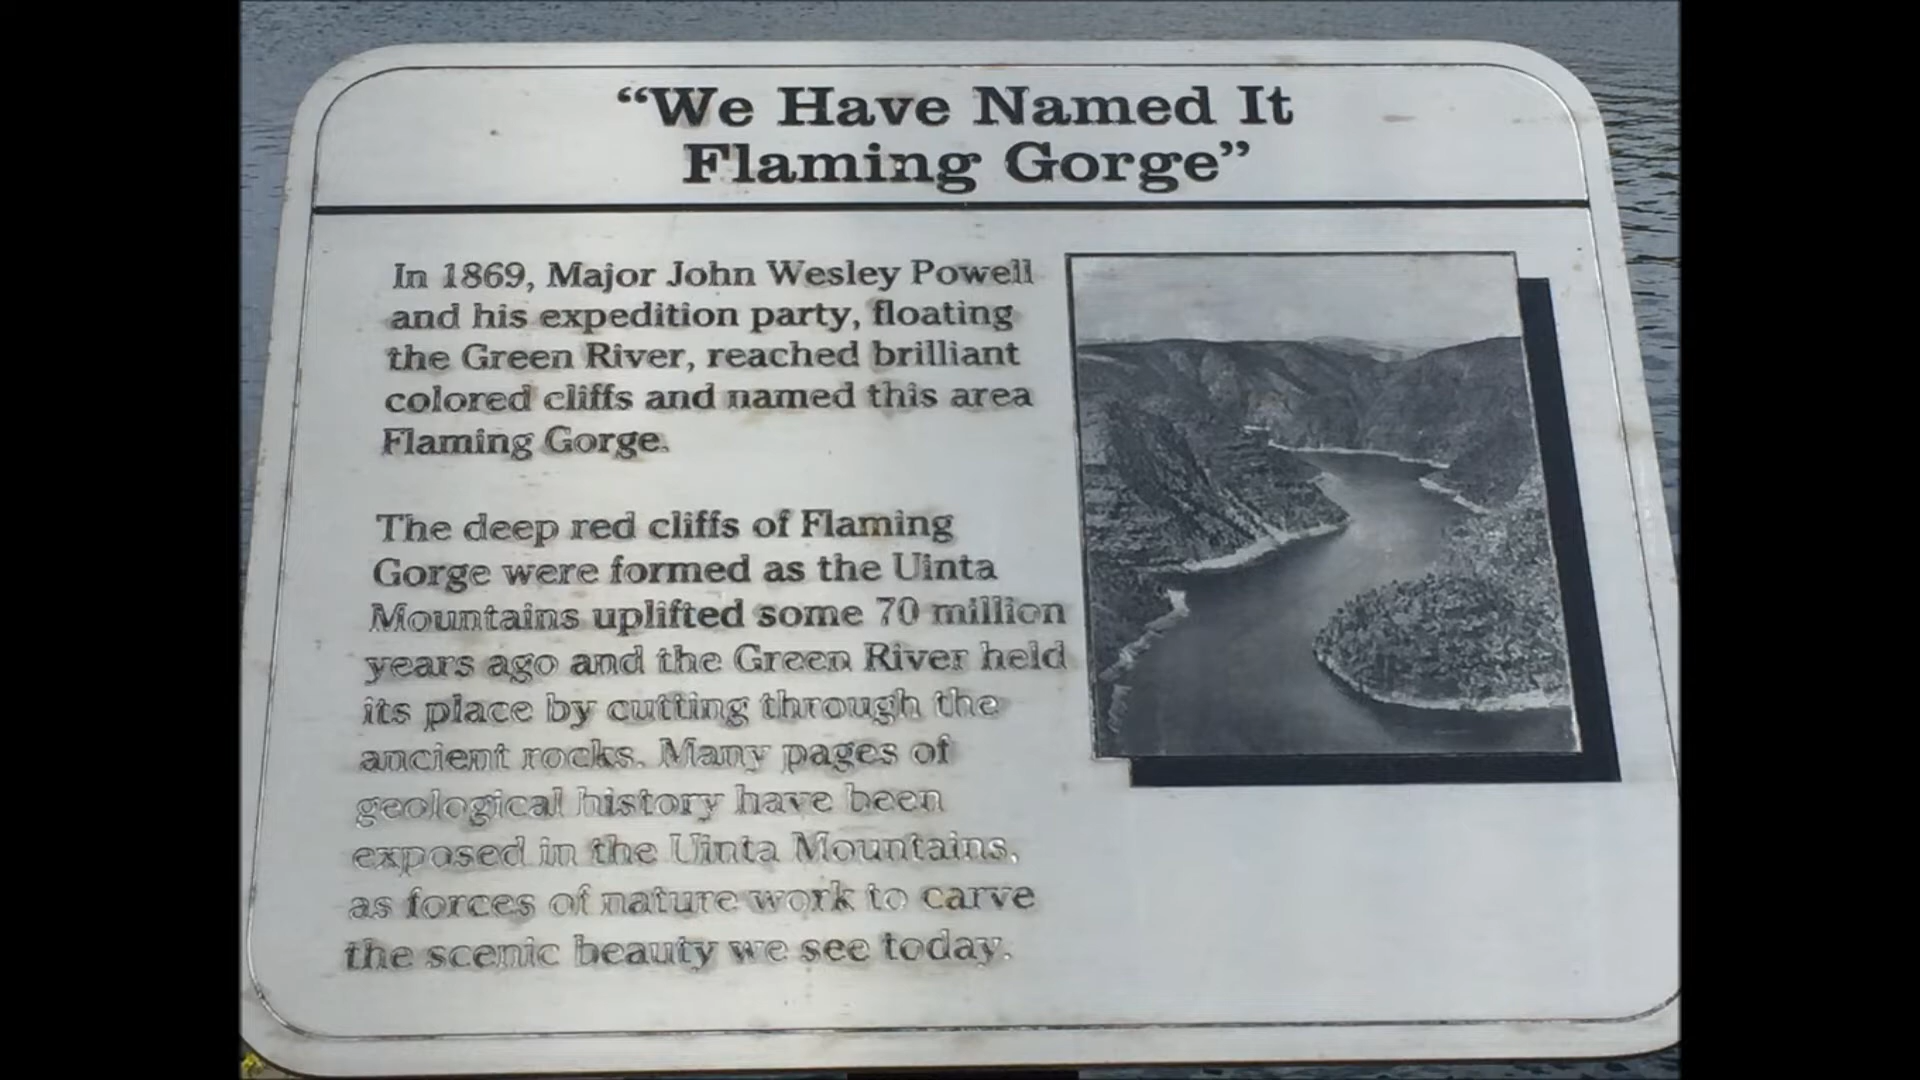 “We Have Named It
Flaming Gorge”
In 1869, Major John Wesley Powell
and his expedition party, floating
the Green River, reached brilliant
colored cliffs and named this area
Flaming Gorge.
The deep red cliffs of Flaming
Gorge were formed as the Uinta
Mountains uplifted some 70 million
years ago and the Green River held
its place by cutting through the
ancient rocks. Many pages of
geological history have been
exposed in the Uinta Mountains,
as forces of nature work to carve
the scenic beauty we see today.